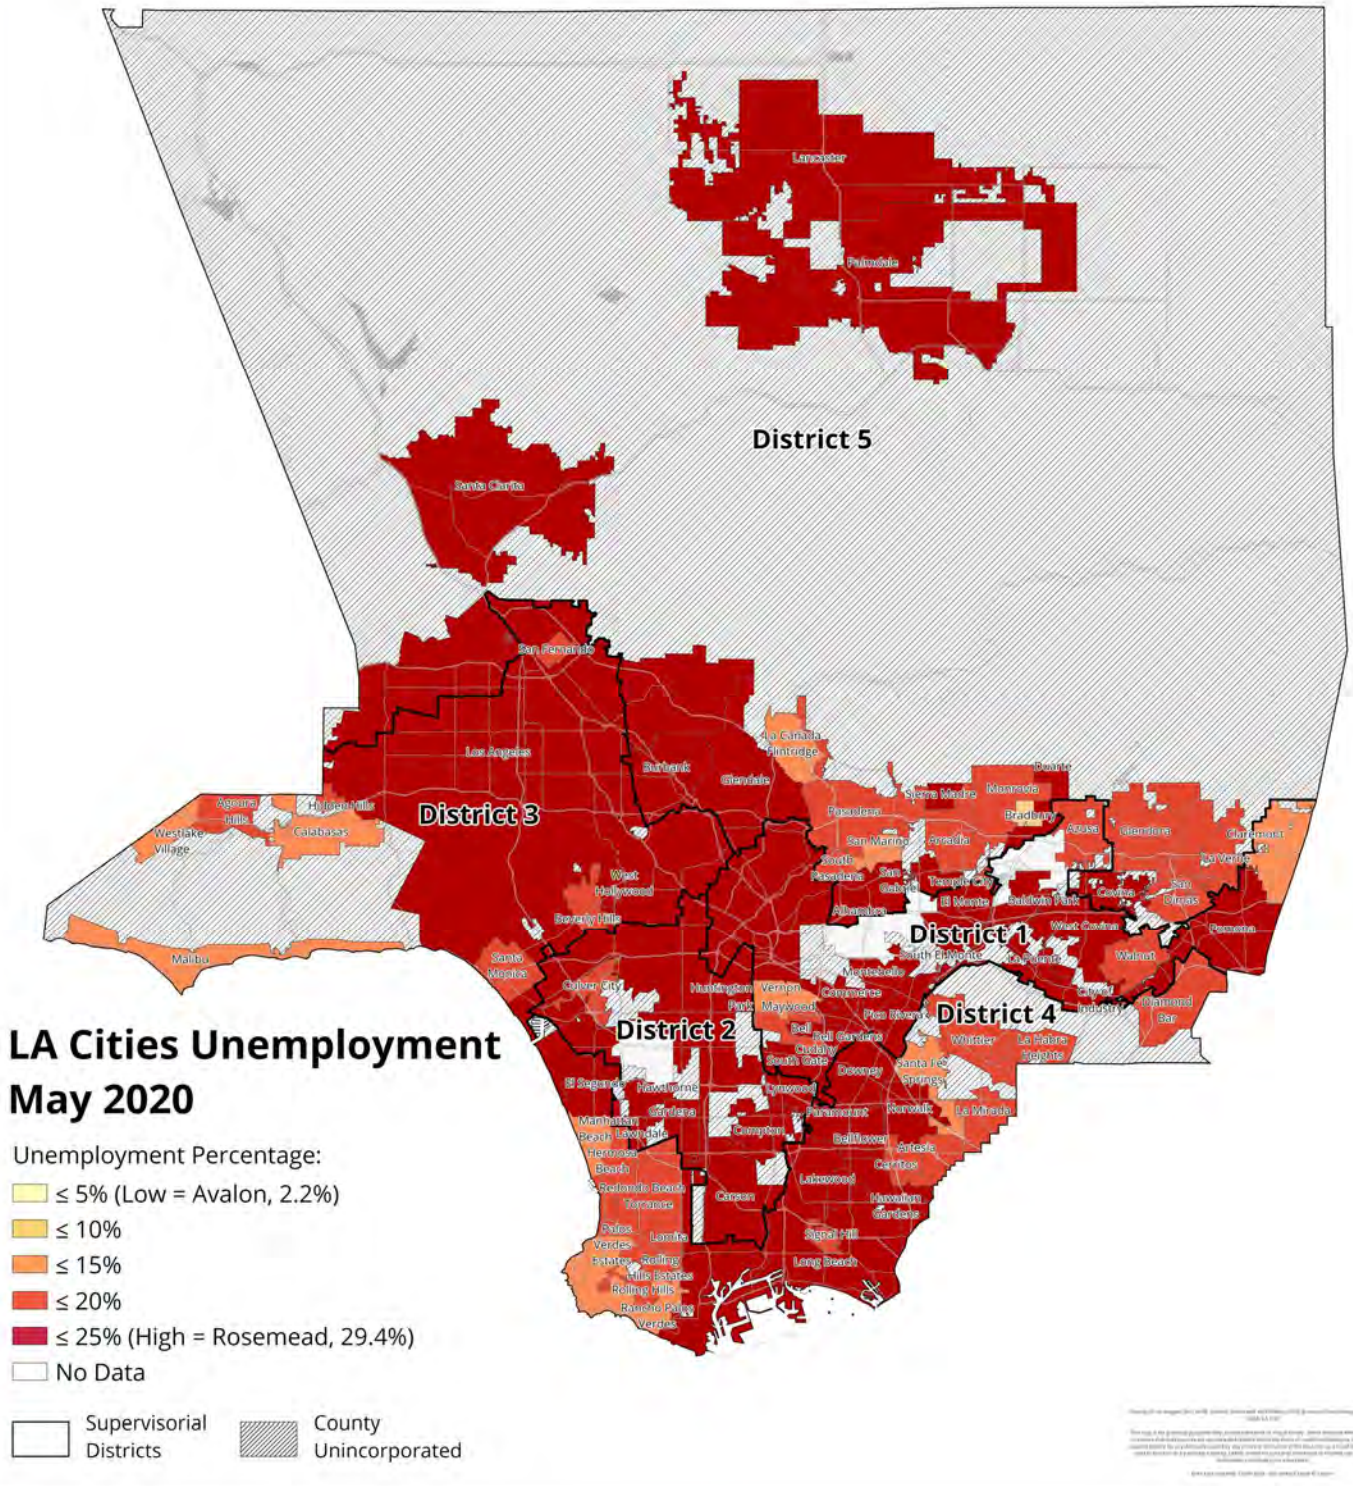 Lancaster
Palmdale
District 5
Santa Clarita
San Fernando
Los Angeles
Burbank
Glendale
La Canada
Flintridge
District 3
Agoura
Hills
Hidden Hills
Westlake
Village
Calabasas
Malibu
West
Hollywood
Beverly Hills
Santa
Monica
Pasadena
Sierra Madre
Monrovia
Duarte
Bradbury
San Marino
Arcadia
Azusa
Glendora
Claremont
La Verne
South
Pasadena
San
Gabriel
Temple City
El Monte
Baldwin Park
Covina
San
Dimas
Alhambra
District 1
West Covina
Pomona
South El Monte
La Puente
Walnut
Montebello
Commerce
City of
Industry
Diamond
Bar
Culver City
Huntington
Park
Vernon
Maywood
Pico Rivera
District 4
District 2
Bell
Bell Gardens
Cudahy
South Gate
Whittier
La Habra
Heights
Downey
Santa Fe
Springs
El Segundo
Hawthorne
Lynwood
Gardena
Paramount
Norwalk
La Mirada
Manhattan
Beach
Lawndale
Compton
Bellflower
Artesia
Hermosa
Beach
Cerritos
Redondo Beach
Torrance
Carson
Lakewood
Hawaiian
Gardens
Palos
Verdes
Estates
Lomita
Signal Hill
Rolling
Hills Estates
Long Beach
Rolling Hills
Rancho Palos
Verdes
LA Cities Unemployment
May 2020
Unemployment Percentage:
≤ 5% (Low = Avalon, 2.2%)
≤ 10%
≤ 15%
≤ 20%
≤ 25% (High = Rosemead, 29.4%)
No Data
Supervisorial
Districts
County
Unincorporated